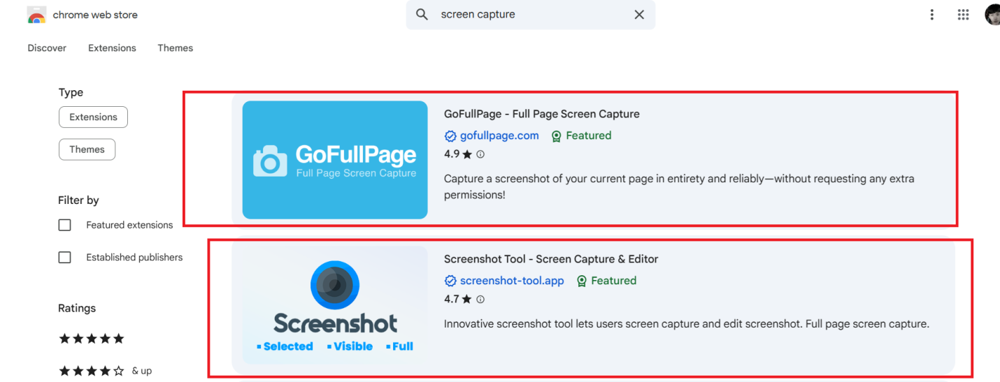 chrome web store
screen capture
Discover Extensions Themes
Type
Extensions
Themes
Filter by
Featured extensions
Established publishers
Ratings
& up
GoFullPage
Full Page Screen Capture
GoFullPage - Full Page Screen Capture
gofullpage.com Featured
4.9
Capture a screenshot of your current page in entirety and reliably—without requesting any extra
permissions!
Screenshot
Selected Visible Full
Screenshot Tool - Screen Capture & Editor
screenshot-tool.app Featured
4.7
Innovative screenshot tool lets users screen capture and edit screenshot. Full page screen capture.